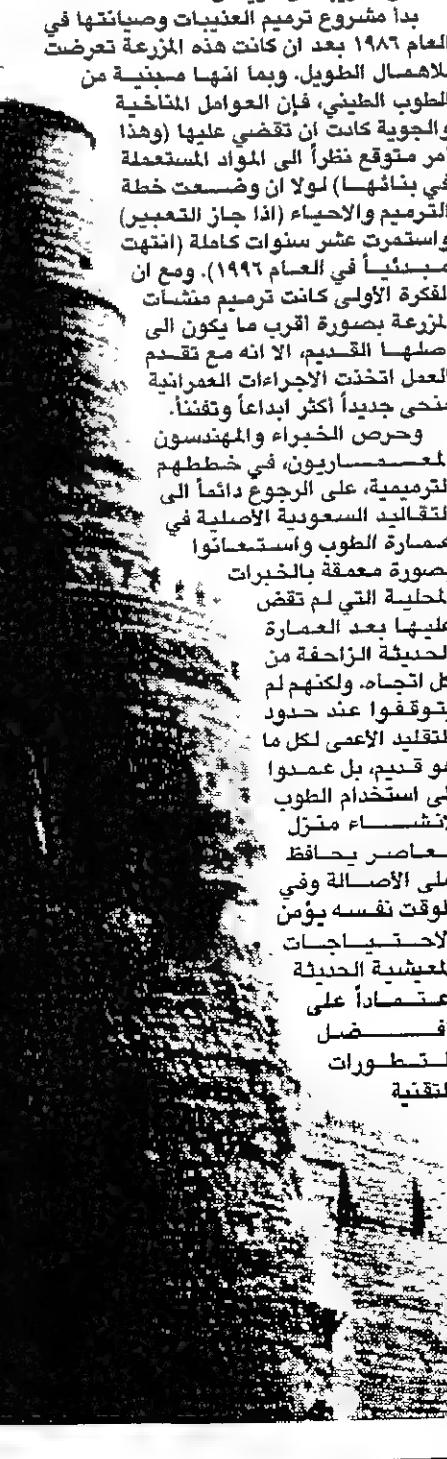 بدأ مشروع ترميم العذيبات وصيانتها في
العام ١٩٨٦ بعد ان كانت هذه المزرعة تعرضت
للاهمال الطويل. وبما انها مبنية من
الطوب الطيني، فإن العوامل المناخية
والجوية كادت ان تقضي عليها (وهذا
امر متوقع نظراً الى المواد المستعملة
في بنائها) لولا ان وضعت خطة
الترميم والاحياء (اذا جاز التعبير)
واستمرت عشر سنوات كاملة (انتهت
مبدئياً في العام ١٩٩٦). ومع ان
الفكرة الأولى كانت ترميم منشآت
المزرعة بصورة اقرب ما يكون الى
اصلها القديم، الا انه مع تقدم
العمل اتخذت الاجراءات العمرانية
منحى جديداً أكثر ابداعاً وتفنناً.
وحرص الخبراء والمهندسون
المعماريون، في خططهم
الترميمية، على الرجوع دائماً الى
التقاليد السعودية الأصلية في
عمارة الطوب واستعانوا
بصورة معمقة بالخبرات
المحلية التي لم تقض
عليها بعد العمارة
الحديثة الزاحفة من
كل اتجاه. ولكنهم لم
يتوقفوا عند حدود
التقليد الأعمى لكل ما
هو قديم، بل عمدوا
الى استخدام الطوب
لانشاء منزل
معاصر يحافظ
على الأصالة وفي
الوقت نفسه يؤمن
الاحتياجات
المعيشية الحديثة
اعتماداً على
افضل
التطورات
التقنية